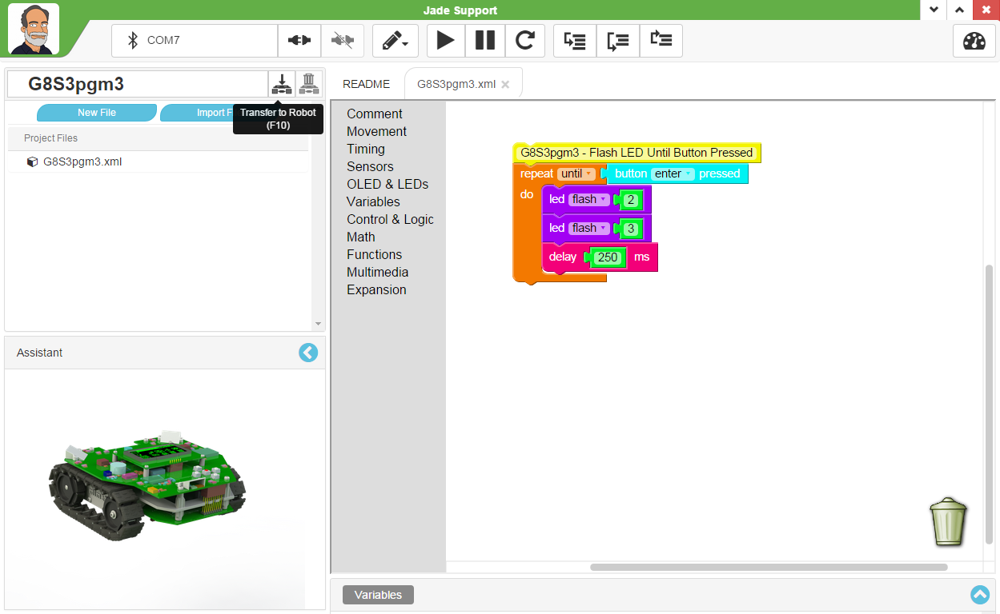 Jade Support
COM7
G8S3pgm3
New File
Import F
Transfer to Robot
(F10)
Project Files
G8S3pgm3.xml
Assistant
README
G8S3pgm3.xml
Comment
Movement
Timing
Sensors
OLED & LEDs
Variables
Control & Logic
Math
Functions
Multimedia
Expansion
G8S3pgm3 - Flash LED Until Button Pressed
repeat until button enter pressed
do
led flash 2
led flash 3
delay 250 ms
Variables